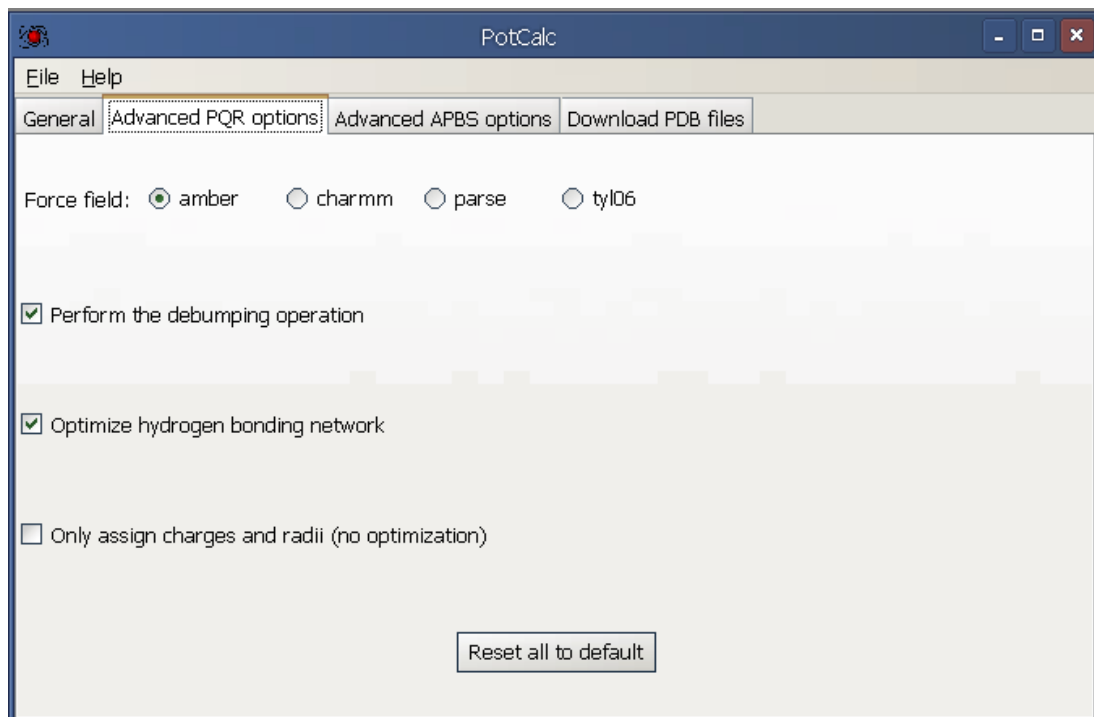 PotCalc
File Help
General Advanced PQR options Advanced APBS options Download PDB files
Force field: amber charmm parse tyl06
Perform the debumping operation
Optimize hydrogen bonding network
Only assign charges and radii (no optimization)
Reset all to default